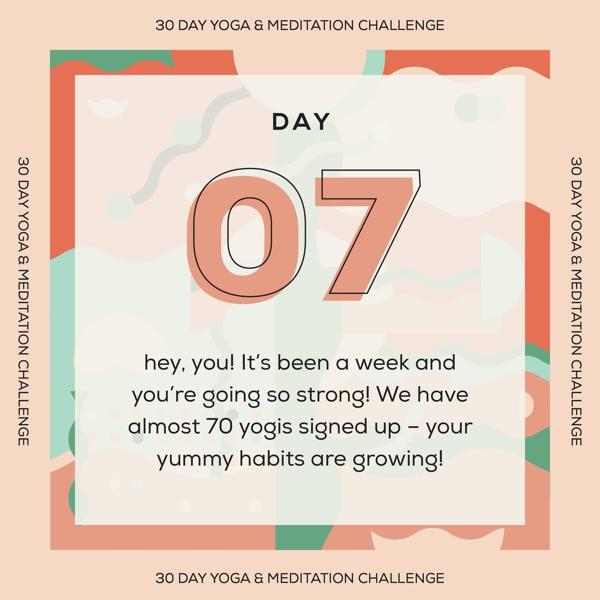 30 DAY YOGA & MEDITATION CHALLENGE
30 DAY YOGA & MEDITATION CHALLENGE
DAY
07
hey, you! It's been a week and
you're going so strong! We have
almost 70 yogis signed up – your
yummy habits are growing!
30 DAY YOGA & MEDITATION CHALLENGE
30 DAY YOGA & MEDITATION CHALLENGE